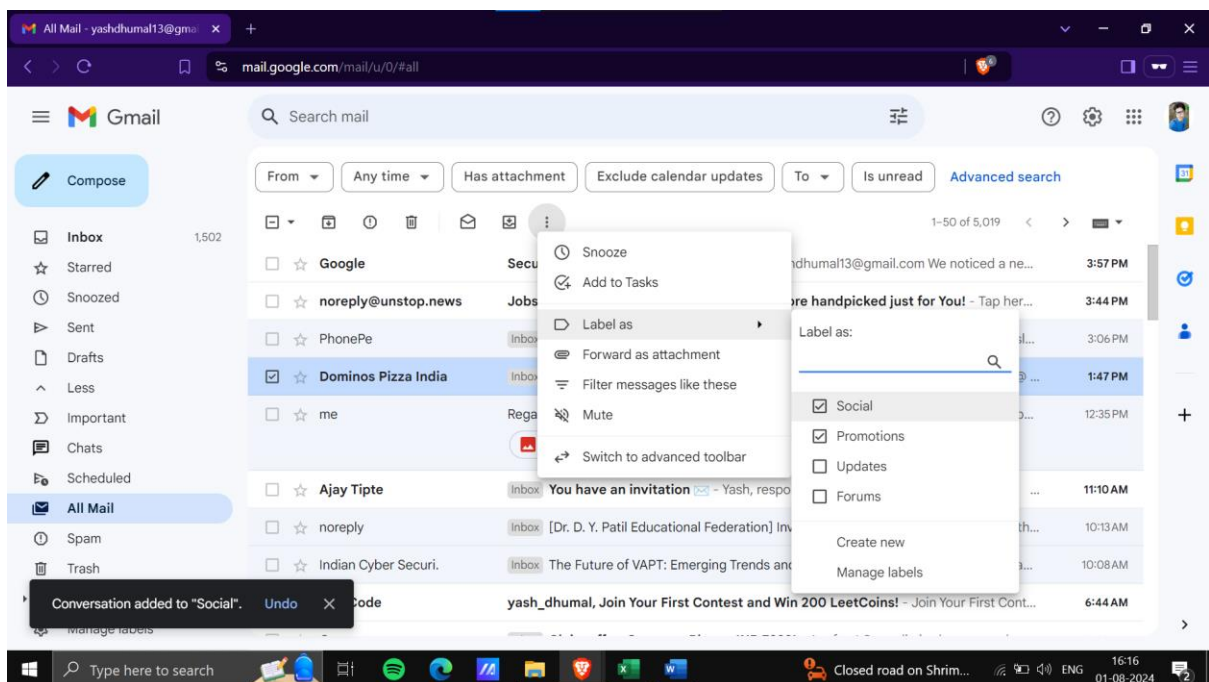 All Mail - yashdhumal13@gmai
mail.google.com/mail/u/0/#all
6
Gmail
Search mail
Compose
From
Any time
Has attachment
Exclude calendar updates
To
Is unread
Advanced search
31
1–50 of 5,019
Inbox 1,502
Starred
Snoozed
Sent
Drafts
Less
Important
Chats
Scheduled
All Mail
Spam
Trash
Manage labels
Google Secu dhumal13@gmail.com We noticed a ne... 3:57 PM
noreply@unstop.news Jobs re handpicked just for You! - Tap her... 3:44 PM
PhonePe Inbox 3:06 PM
Dominos Pizza India Inbox @ ... 1:47 PM
me Rega 12:35 PM
Ajay Tipte Inbox You have an invitation - Yash, respo ... 11:10 AM
noreply Inbox [Dr. D. Y. Patil Educational Federation] Inv th... 10:13 AM
Indian Cyber Securi. Inbox The Future of VAPT: Emerging Trends and 10:08 AM
Code yash_dhumal, Join Your First Contest and Win 200 LeetCoins! - Join Your First Cont... 6:44 AM
Snooze
Add to Tasks
Label as
Forward as attachment
Filter messages like these
Mute
Switch to advanced toolbar
Label as:
Social
Promotions
Updates
Forums
Create new
Manage labels
Conversation added to "Social". Undo
Type here to search
Closed road on Shrim...
ENG
16:16
01-08-2024
2